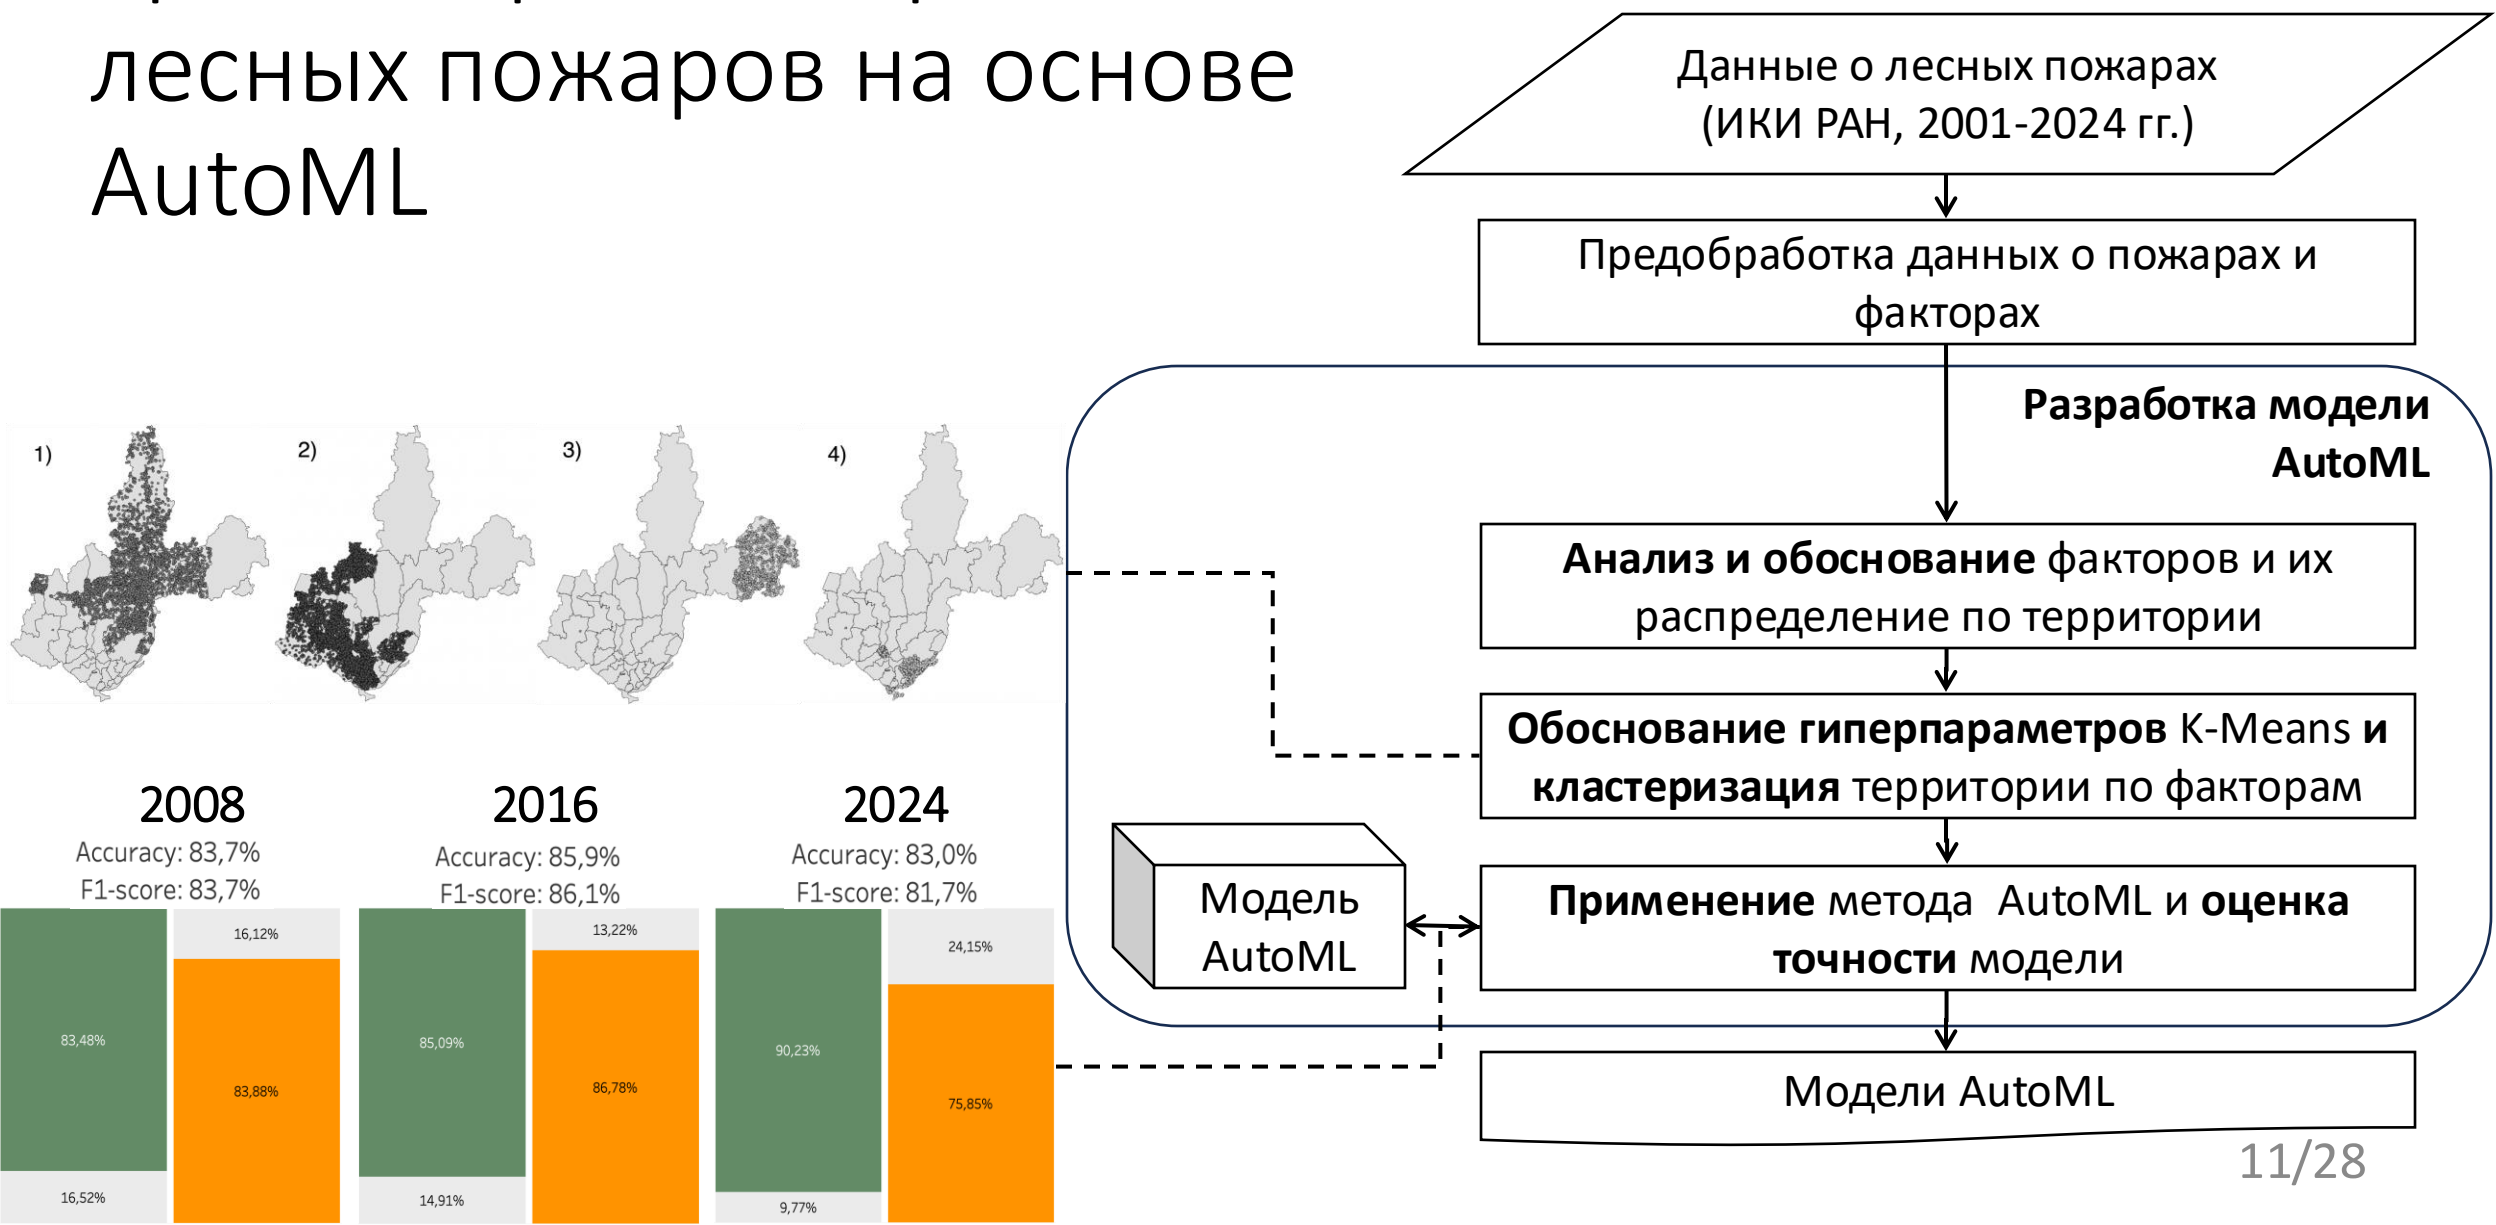 лесных пожаров на основе
AutoML
Данные о лесных пожарах
(ИКИ РАН, 2001-2024 гг.)
Предобработка данных о пожарах и
факторах
Разработка модели
AutoML
Анализ и обоснование факторов и их
распределение по территории
Обоснование гиперпараметров K-Means и
кластеризация территории по факторам
Применение метода AutoML и оценка
точности модели
Модель
AutoML
Модели AutoML
1)
2)
3)
4)
2008
Accuracy: 83,7%
F1-score: 83,7%
83,48%
16,52%
16,12%
83,88%
2016
Accuracy: 85,9%
F1-score: 86,1%
85,09%
14,91%
13,22%
86,78%
2024
Accuracy: 83,0%
F1-score: 81,7%
90,23%
9,77%
24,15%
75,85%
11/28